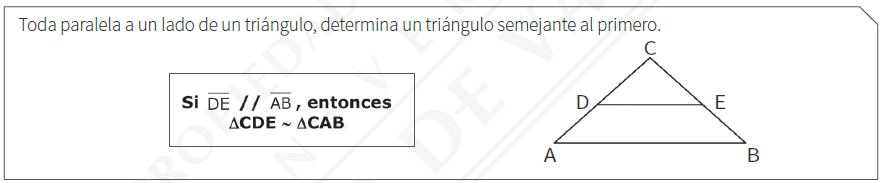 Toda paralela a un lado de un triángulo, determina un triángulo semejante al primero.
Si DE // AB, entonces
ΔCDE ~ ΔCAB
C
D E
A B